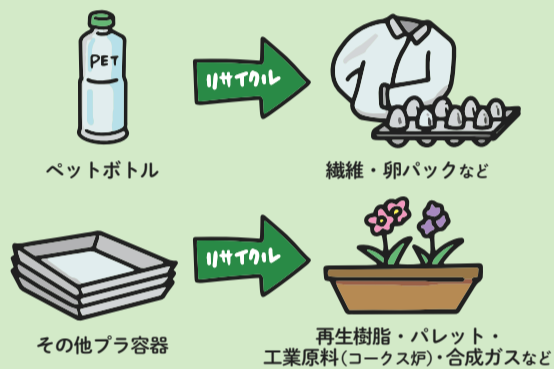 PET
リサイクル
ペットボトル
繊維・卵パックなど
リサイクル
その他プラ容器
再生樹脂・パレット・
工業原料(コークス炉)・合成ガスなど